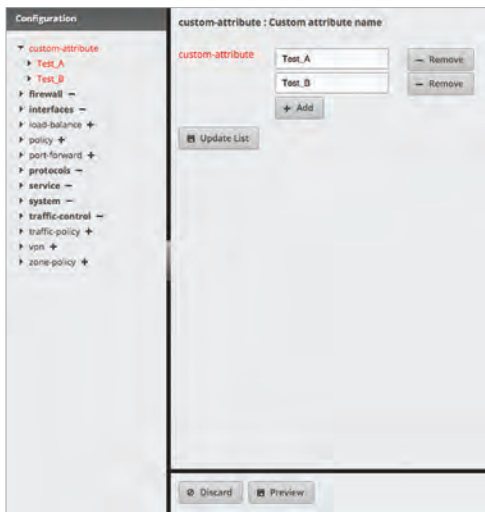 Configuration
custom-attribute
Test_A
Test_B
firewall −
interfaces −
load-balance +
policy +
port-forward +
protocols −
service −
system −
traffic-control −
traffic-policy +
vpn +
zone-policy +
custom-attribute : Custom attribute name
custom-attribute
Test_A
− Remove
Test_B
− Remove
+ Add
Update List
Discard
Preview